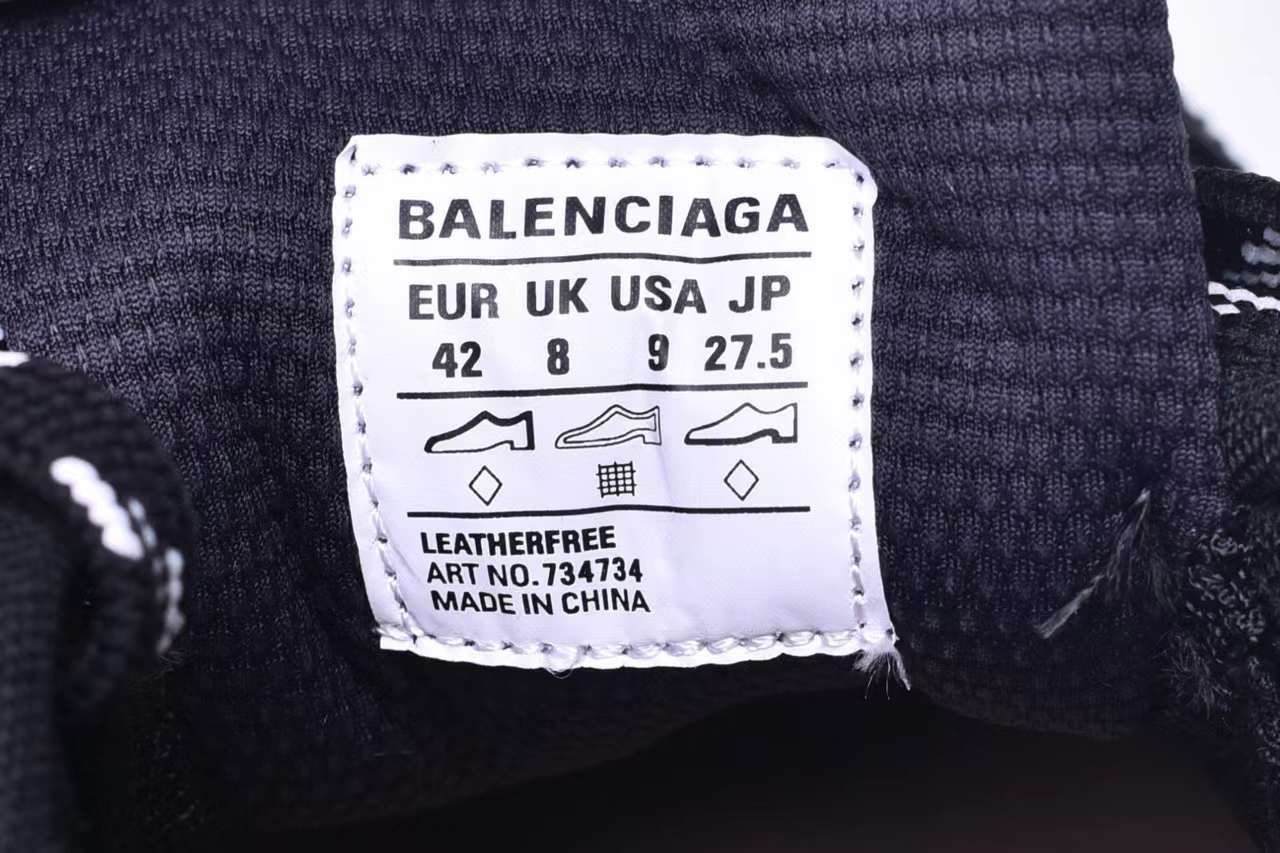 BALENCIAGA
EUR UK USA JP
42 8 9 27.5
LEATHERFREE
ART NO. 734734
MADE IN CHINA